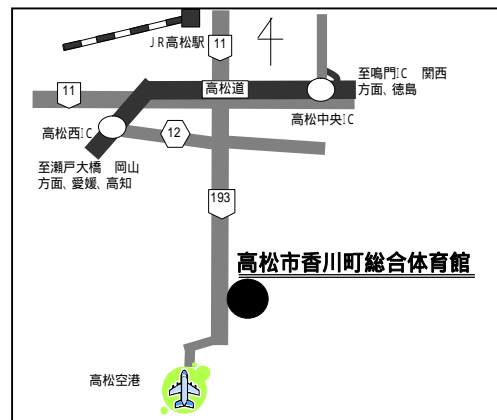 JR高松駅
11
高松道
至鳴門IC　関西
方面、徳島
11
高松西IC
12
高松中央IC
至瀬戸大橋　岡山
方面、愛媛、高知
193
高松市香川町総合体育館
高松空港